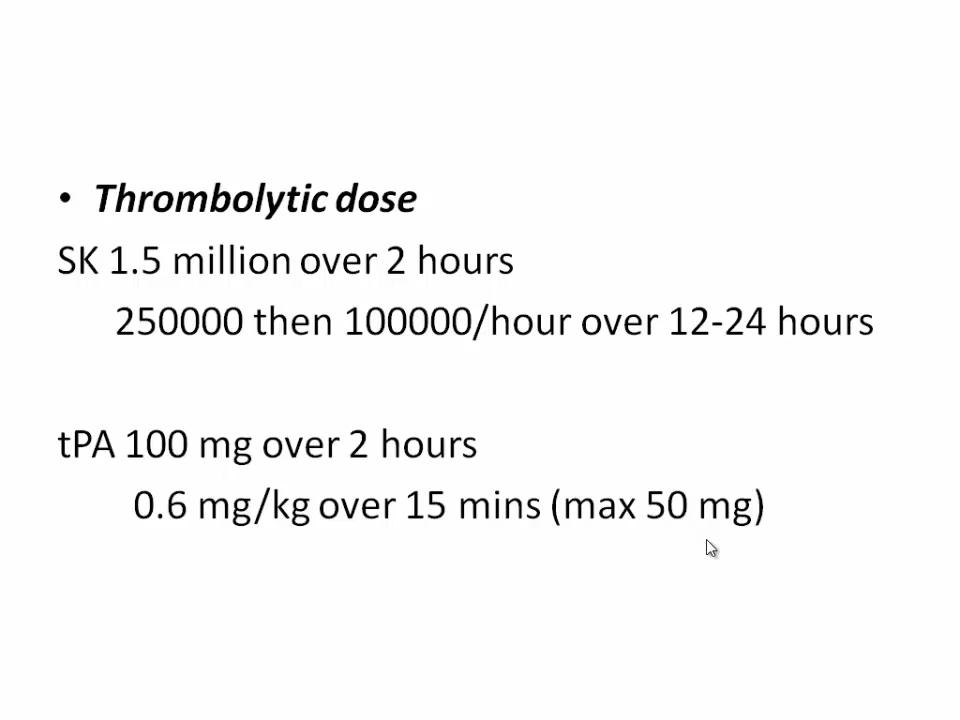 • Thrombolytic dose
SK 1.5 million over 2 hours
250000 then 100000/hour over 12-24 hours
tPA 100 mg over 2 hours
0.6 mg/kg over 15 mins (max 50 mg)